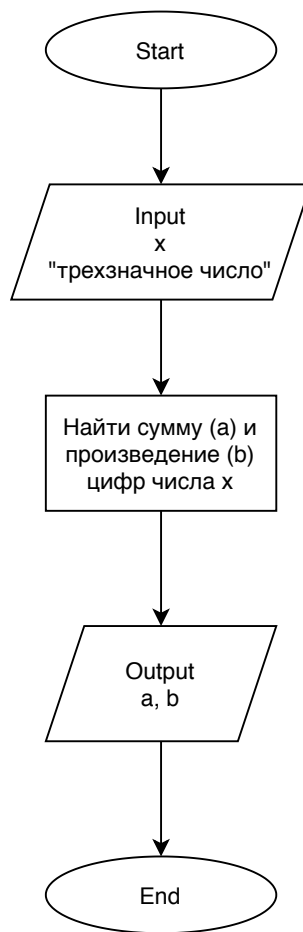 Start
Input
x
"трехзначное число"
Найти сумму (a) и
произведение (b)
цифр числа x
Output
a, b
End